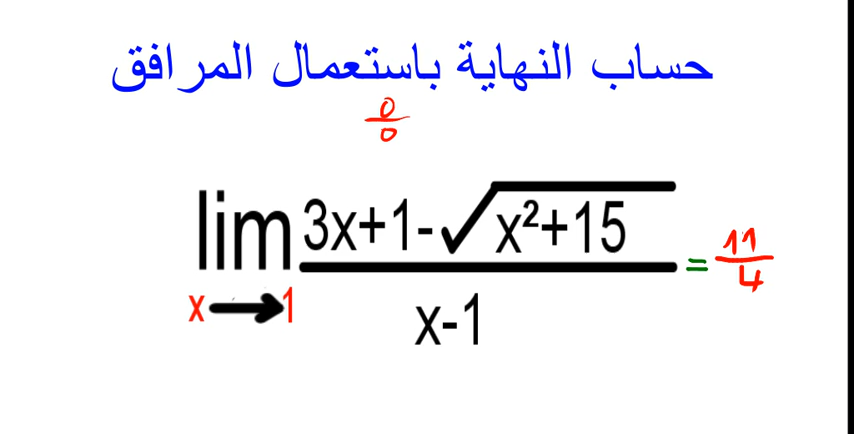 حساب النهاية باستعمال المرافق
0/0
lim 3x+1-√x²+15 / x-1 = 11/4
x→1